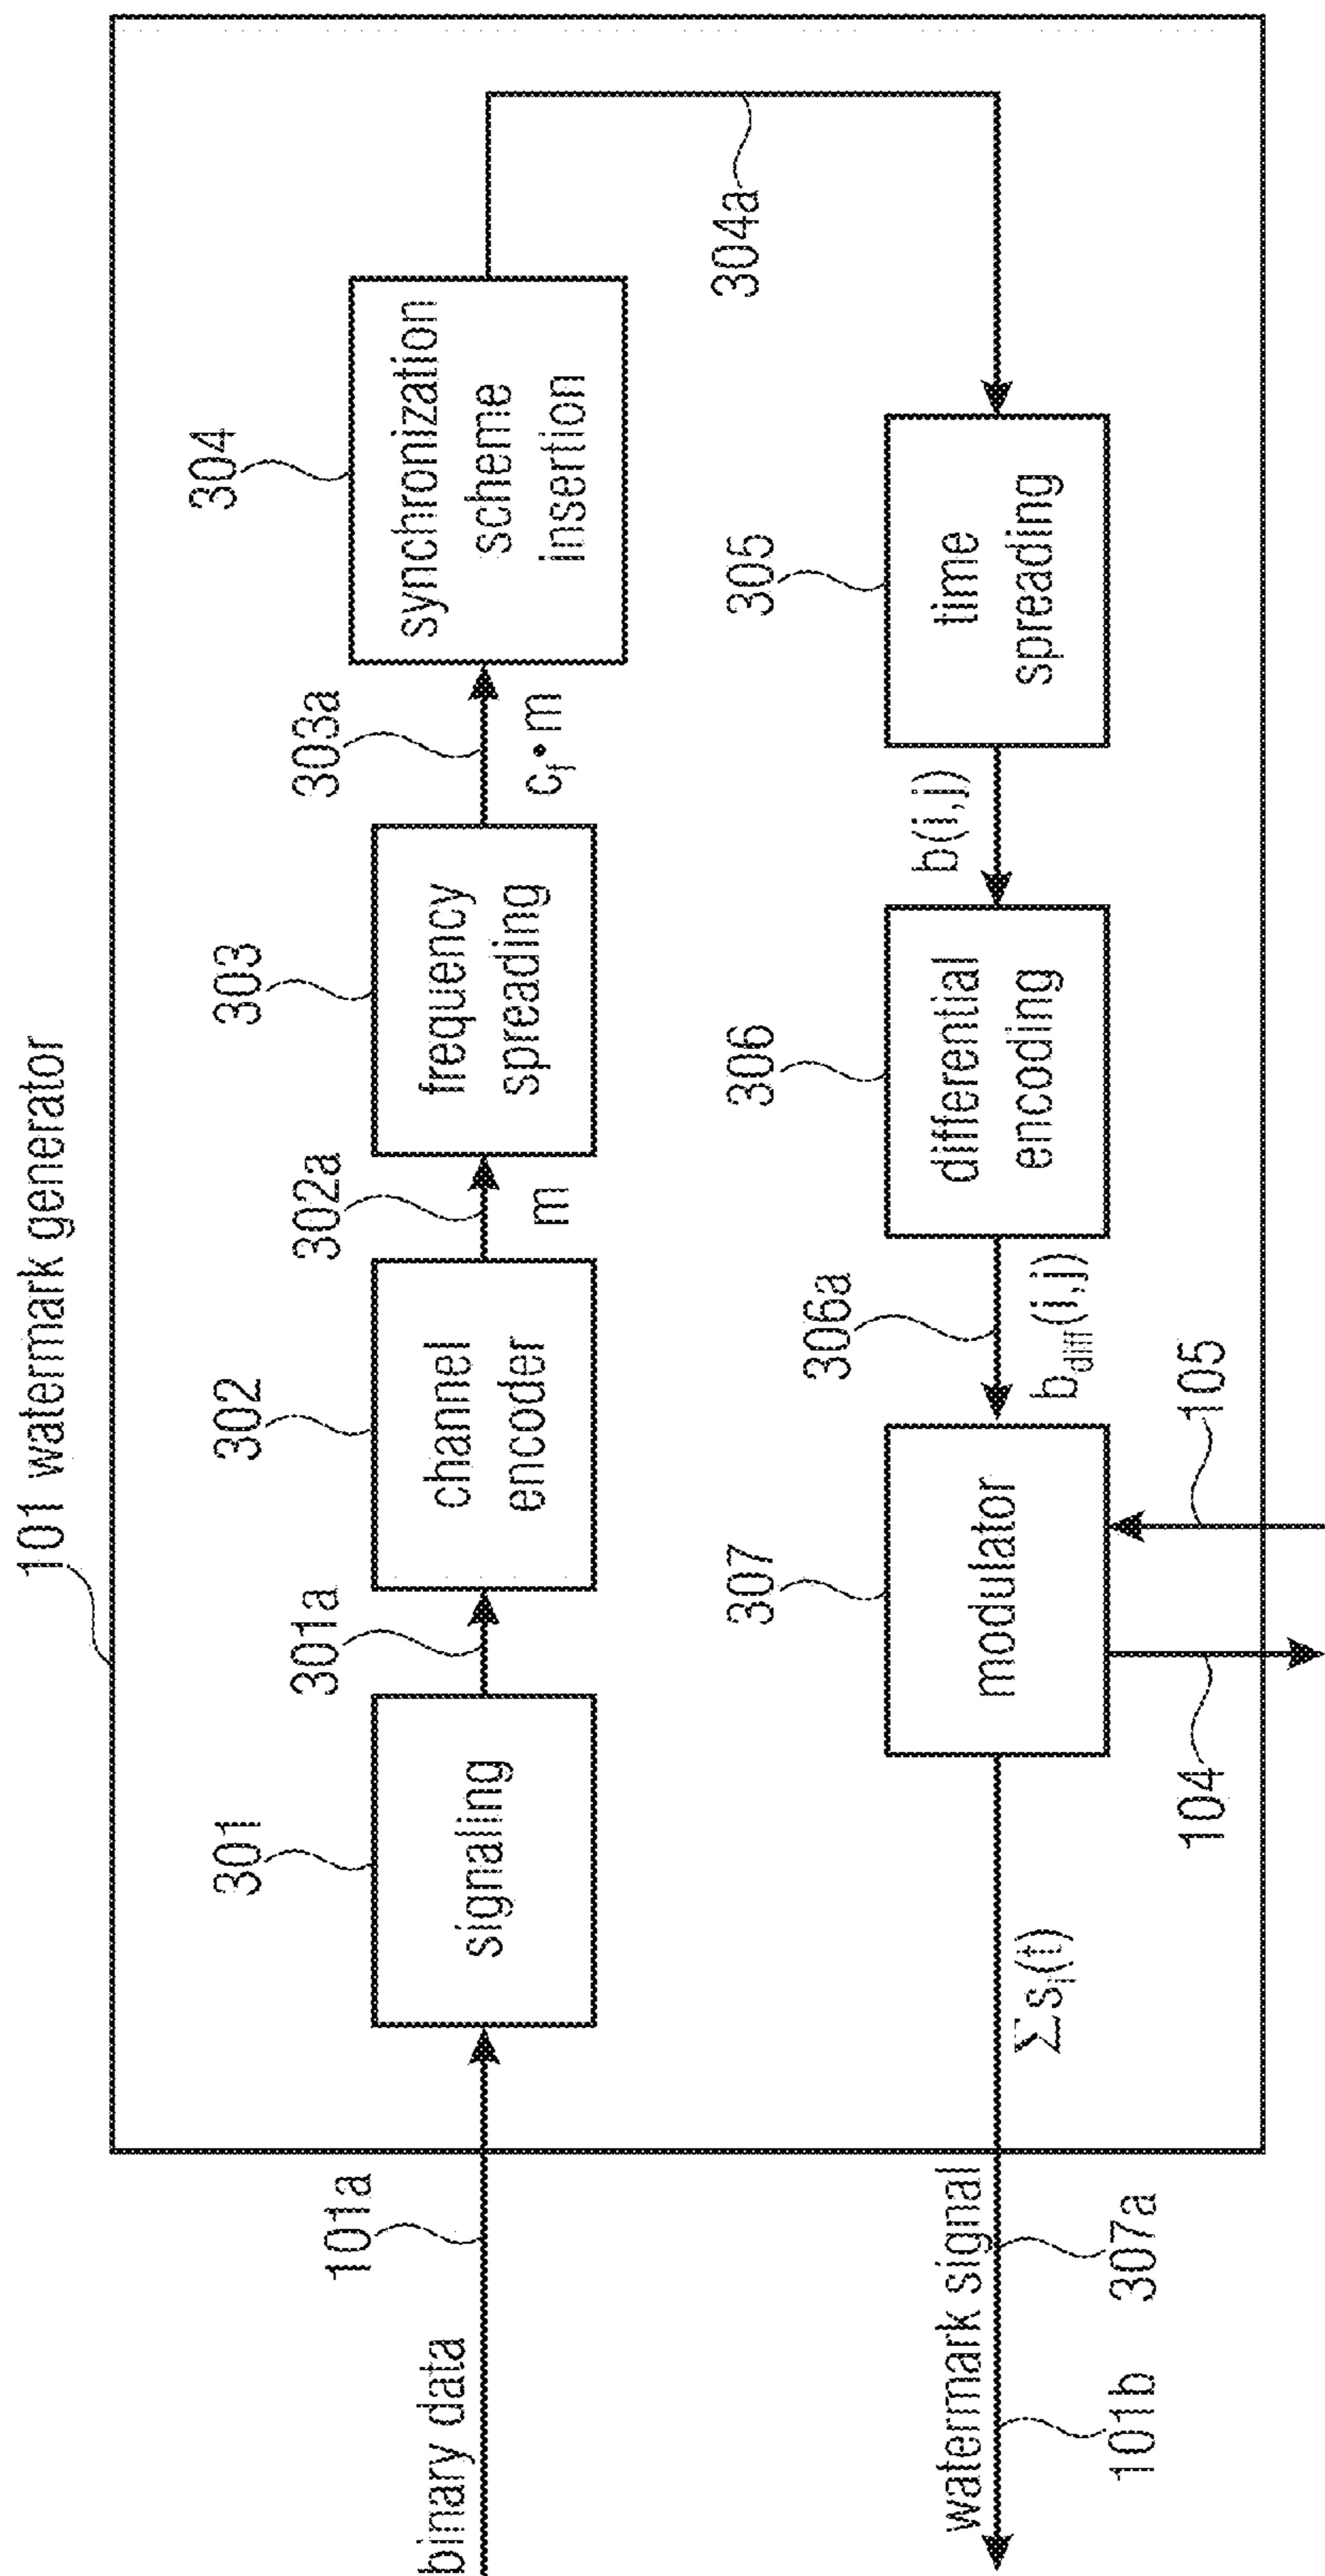 101 watermark generator
binary data
101a
301
signaling
301a
302
channel
encoder
302a
m
303
frequency
spreading
303a
c_f·m
304
synchronization
scheme
insertion
304a
305
time
spreading
b(i,j)
306
differential
encoding
306a
b_diff(i,j)
307
modulator
104
105
Σs_i(t)
watermark signal
307a
101b